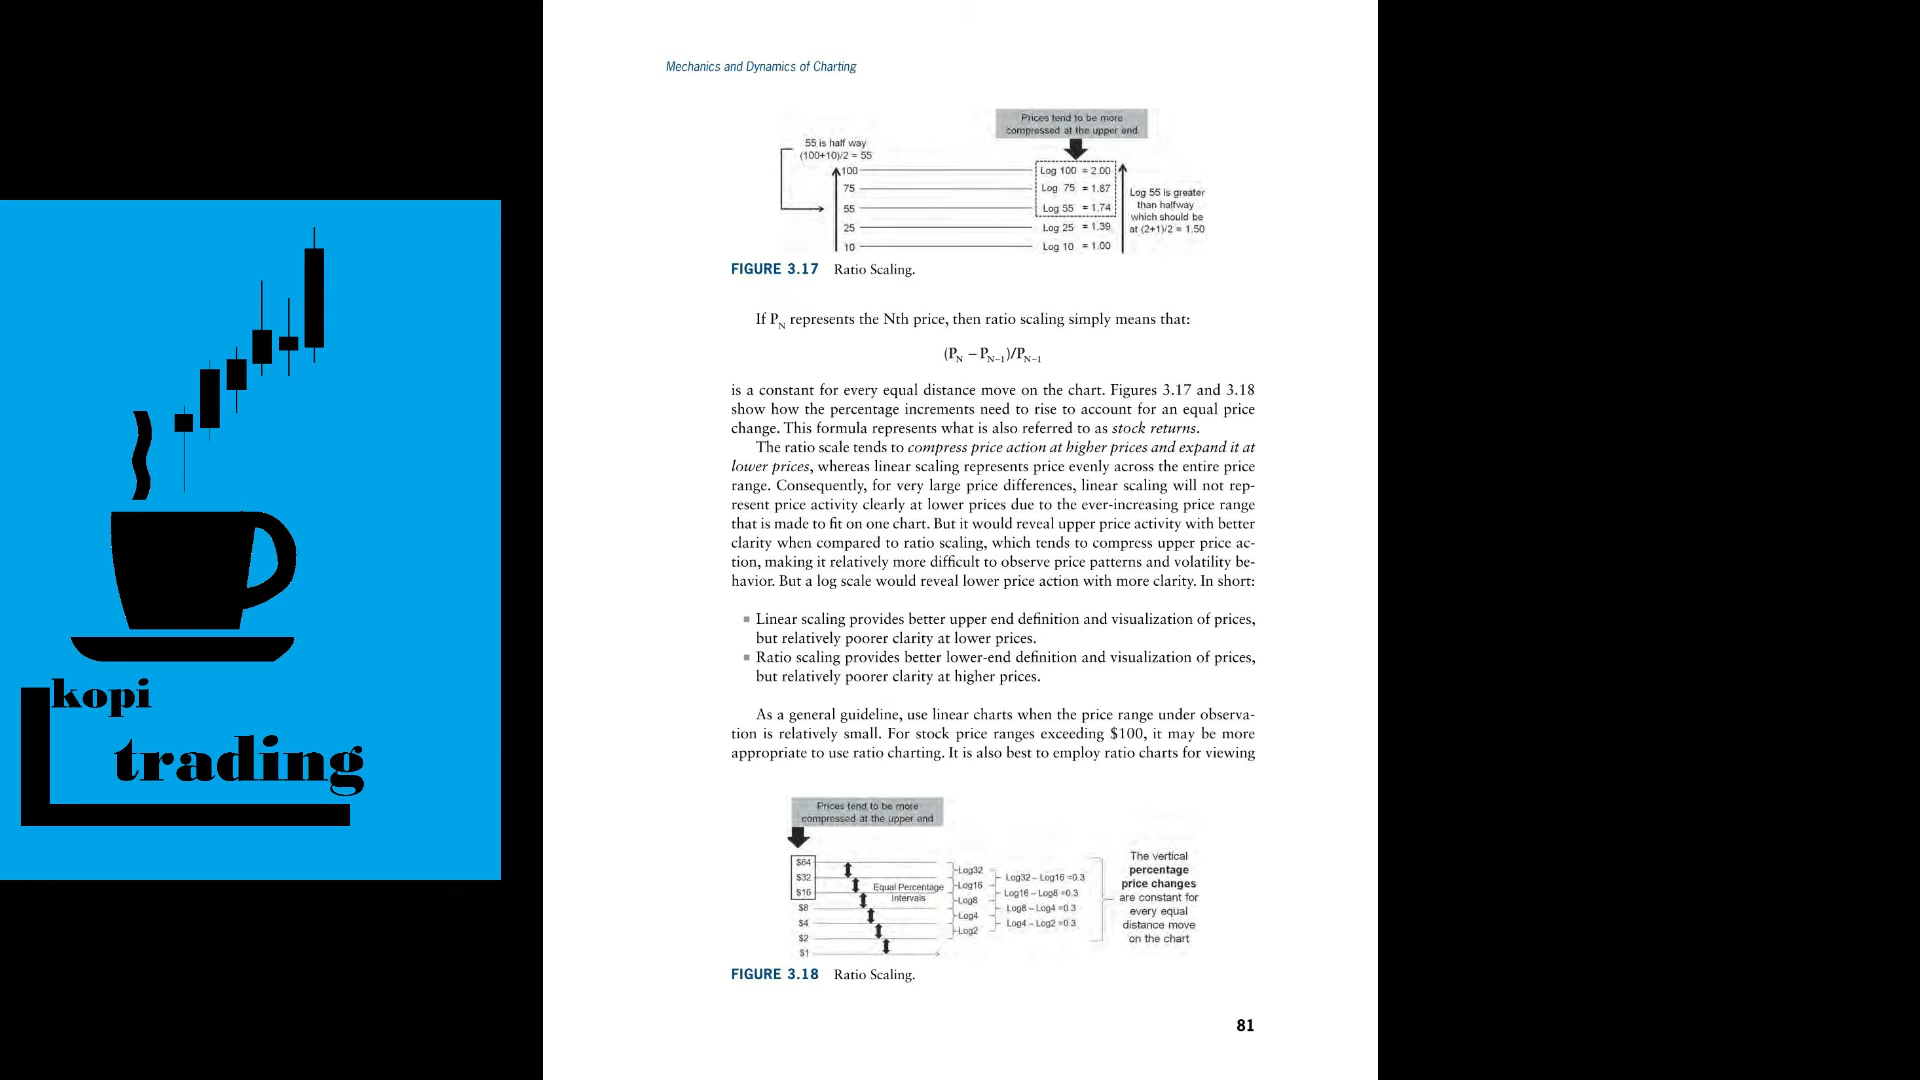 kopi
trading
Mechanics and Dynamics of Charting
Prices tend to be more
compressed at the upper end
55 is half way
(100+10)/2 = 55
100
75
55
25
10
Log 100 = 2.00
Log 75 = 1.87
Log 55 = 1.74
Log 25 = 1.39
Log 10 = 1.00
Log 55 is greater
than halfway
which should be
at (2+1)/2 = 1.50
FIGURE 3.17 Ratio Scaling.
If PN represents the Nth price, then ratio scaling simply means that:
(PN – PN–1)/PN–1
is a constant for every equal distance move on the chart. Figures 3.17 and 3.18
show how the percentage increments need to rise to account for an equal price
change. This formula represents what is also referred to as stock returns.
The ratio scale tends to compress price action at higher prices and expand it at
lower prices, whereas linear scaling represents price evenly across the entire price
range. Consequently, for very large price differences, linear scaling will not rep-
resent price activity clearly at lower prices due to the ever-increasing price range
that is made to fit on one chart. But it would reveal upper price activity with better
clarity when compared to ratio scaling, which tends to compress upper price ac-
tion, making it relatively more difficult to observe price patterns and volatility be-
havior. But a log scale would reveal lower price action with more clarity. In short:
■ Linear scaling provides better upper end definition and visualization of prices,
but relatively poorer clarity at lower prices.
■ Ratio scaling provides better lower-end definition and visualization of prices,
but relatively poorer clarity at higher prices.
As a general guideline, use linear charts when the price range under observa-
tion is relatively small. For stock price ranges exceeding $100, it may be more
appropriate to use ratio charting. It is also best to employ ratio charts for viewing
Prices tend to be more
compressed at the upper end
$64
$32
$16
$8
$4
$2
$1
Equal Percentage
Intervals
Log32
Log16
Log8
Log4
Log2
Log32 – Log16 =0.3
Log16 – Log8 =0.3
Log8 – Log4 =0.3
Log4 – Log2 =0.3
The vertical
percentage
price changes
are constant for
every equal
distance move
on the chart
FIGURE 3.18 Ratio Scaling.
81